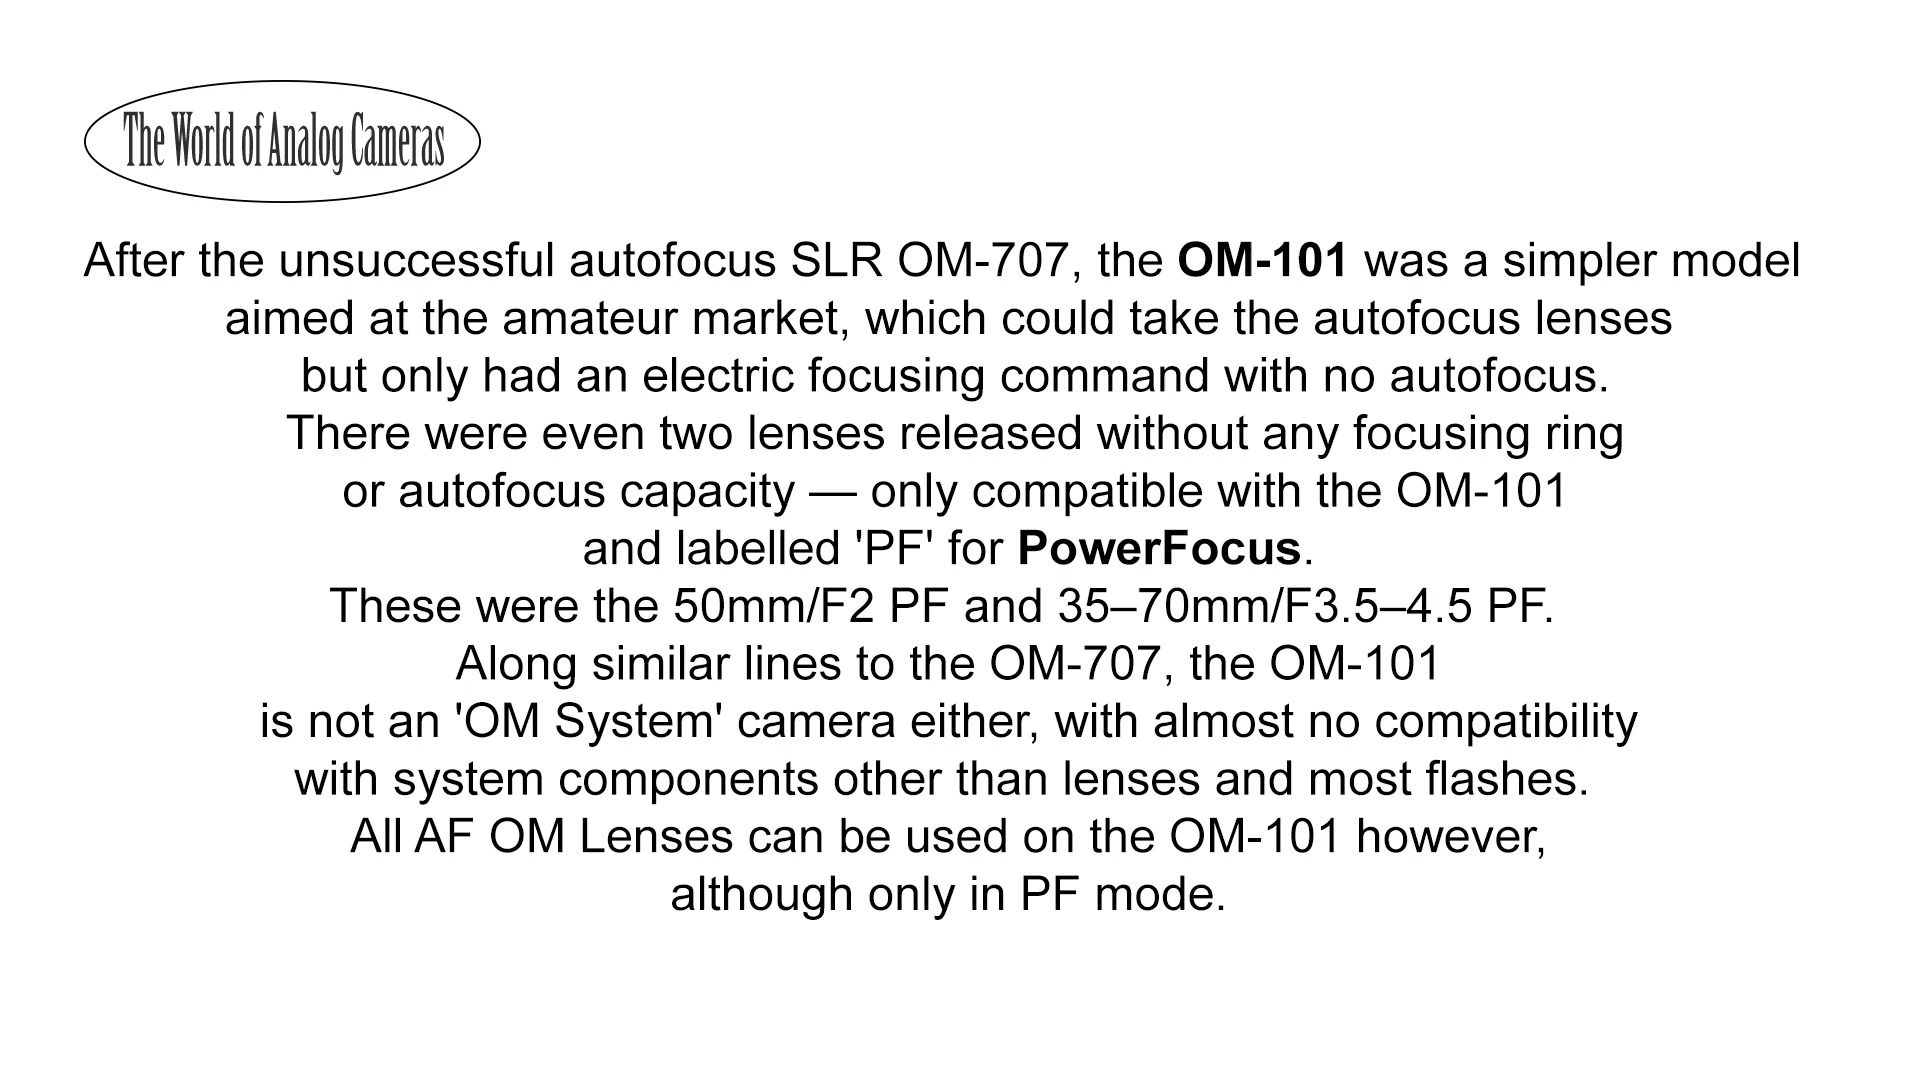 The World of Analog Cameras
After the unsuccessful autofocus SLR OM-707, the OM-101 was a simpler model
aimed at the amateur market, which could take the autofocus lenses
but only had an electric focusing command with no autofocus.
There were even two lenses released without any focusing ring
or autofocus capacity — only compatible with the OM-101
and labelled 'PF' for PowerFocus.
These were the 50mm/F2 PF and 35–70mm/F3.5–4.5 PF.
Along similar lines to the OM-707, the OM-101
is not an 'OM System' camera either, with almost no compatibility
with system components other than lenses and most flashes.
All AF OM Lenses can be used on the OM-101 however,
although only in PF mode.